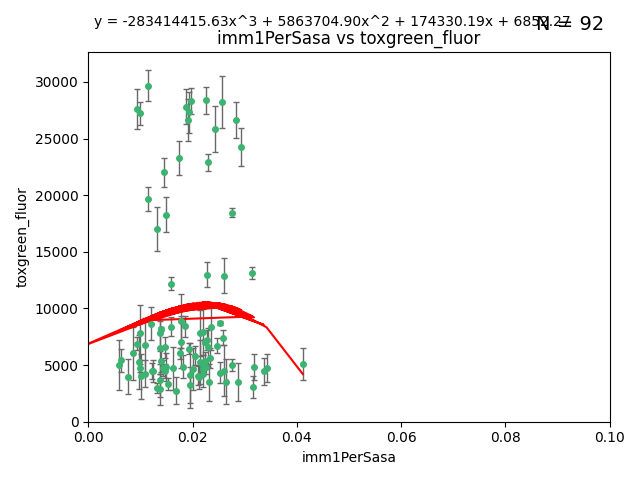 y = -283414415.63x^3 + 5863704.90x^2 + 174330.19x + 6852.27
N = 92
imm1PerSasa vs toxgreen_fluor
30000
25000
20000
15000
10000
5000
0
toxgreen_fluor
0.00 0.02 0.04 0.06 0.08 0.10
imm1PerSasa